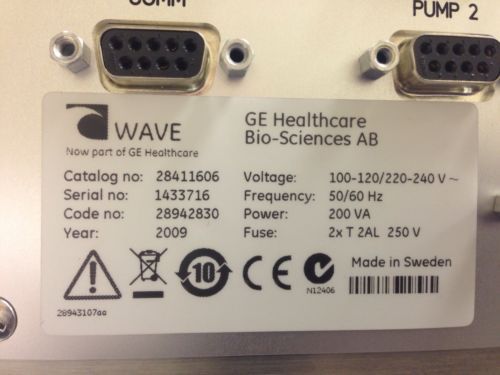 COMM
PUMP 2
WAVE
Now part of GE Healthcare
GE Healthcare
Bio-Sciences AB
Catalog no: 28411606
Serial no: 1433716
Code no: 28942830
Year: 2009
Voltage: 100-120/220-240 V ~
Frequency: 50/60 Hz
Power: 200 VA
Fuse: 2x T 2AL 250 V
10
CE
N12406
Made in Sweden
28943107aa